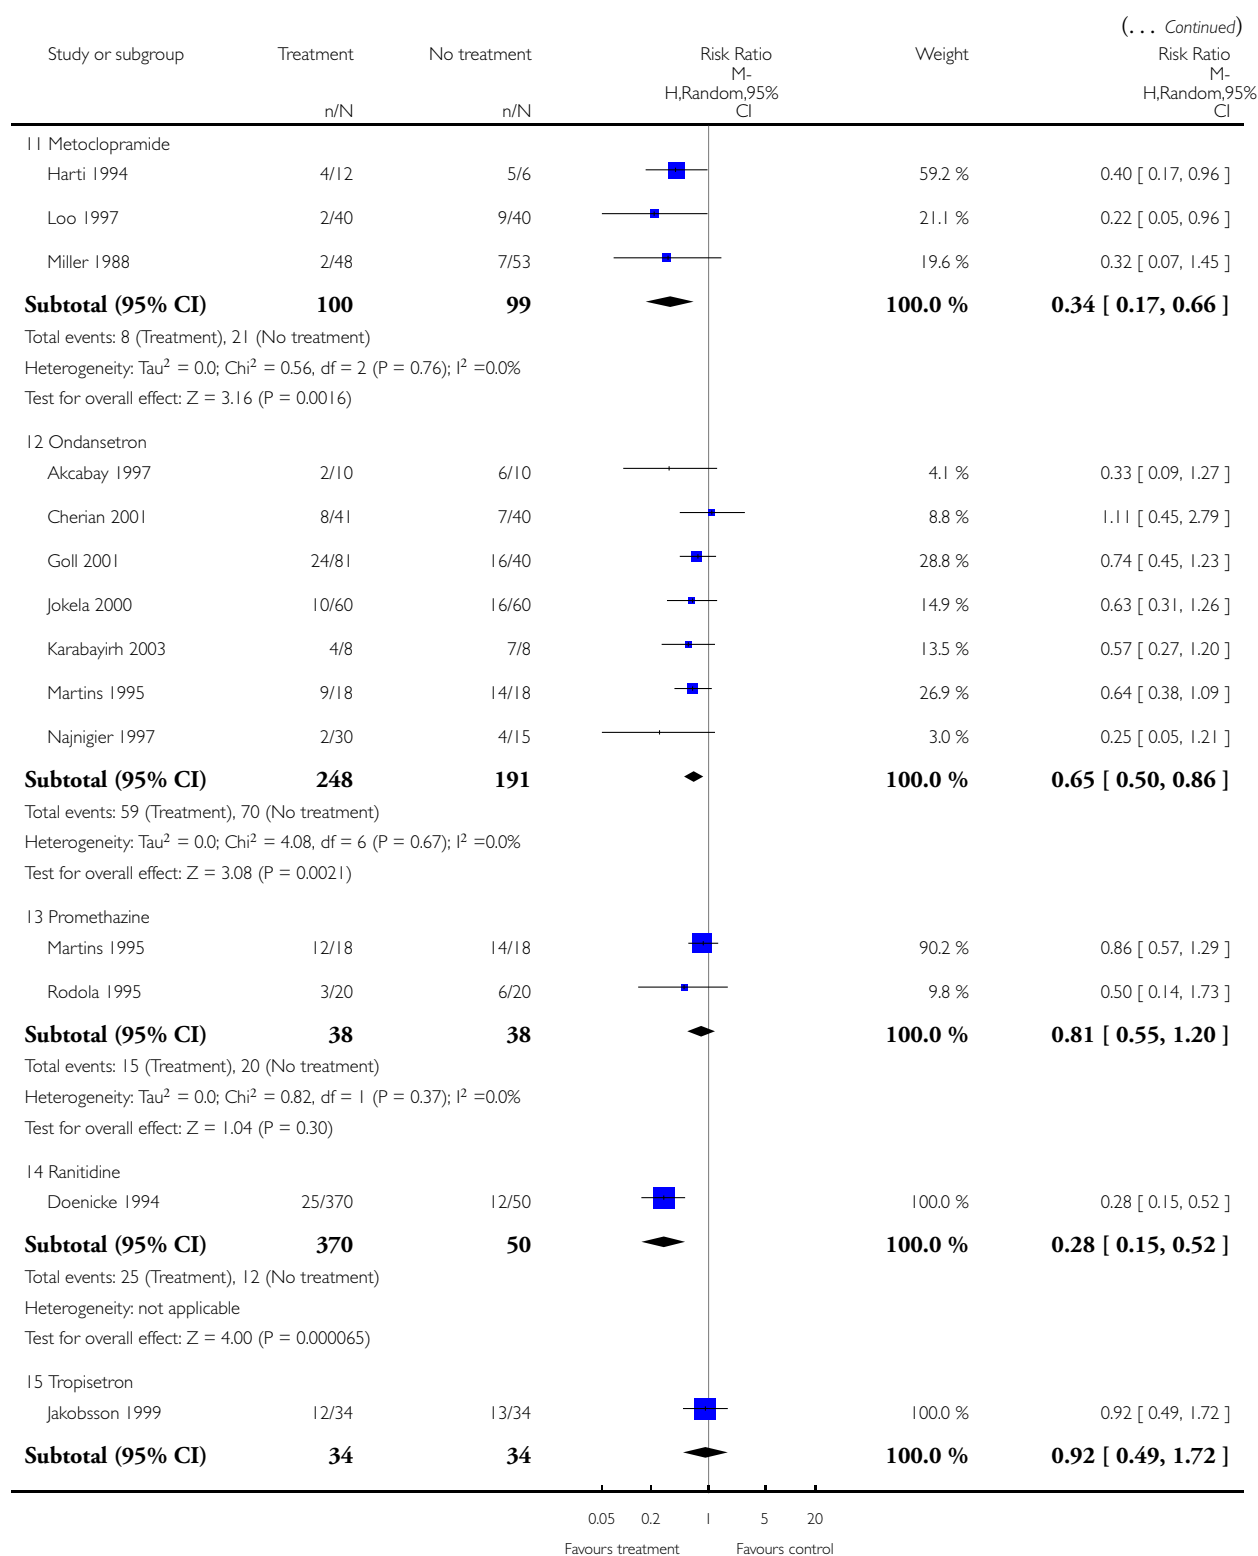 (... Continued)
Study or subgroup Treatment No treatment Risk Ratio Weight Risk Ratio
M- M-
H,Random,95% H,Random,95%
n/N n/N CI CI
11 Metoclopramide
Harti 1994 4/12 5/6 59.2 % 0.40 [ 0.17, 0.96 ]
Loo 1997 2/40 9/40 21.1 % 0.22 [ 0.05, 0.96 ]
Miller 1988 2/48 7/53 19.6 % 0.32 [ 0.07, 1.45 ]
Subtotal (95% CI) 100 99 100.0 % 0.34 [ 0.17, 0.66 ]
Total events: 8 (Treatment), 21 (No treatment)
Heterogeneity: Tau² = 0.0; Chi² = 0.56, df = 2 (P = 0.76); I² =0.0%
Test for overall effect: Z = 3.16 (P = 0.0016)
12 Ondansetron
Akcabay 1997 2/10 6/10 4.1 % 0.33 [ 0.09, 1.27 ]
Cherian 2001 8/41 7/40 8.8 % 1.11 [ 0.45, 2.79 ]
Goll 2001 24/81 16/40 28.8 % 0.74 [ 0.45, 1.23 ]
Jokela 2000 10/60 16/60 14.9 % 0.63 [ 0.31, 1.26 ]
Karabayirh 2003 4/8 7/8 13.5 % 0.57 [ 0.27, 1.20 ]
Martins 1995 9/18 14/18 26.9 % 0.64 [ 0.38, 1.09 ]
Najnigier 1997 2/30 4/15 3.0 % 0.25 [ 0.05, 1.21 ]
Subtotal (95% CI) 248 191 100.0 % 0.65 [ 0.50, 0.86 ]
Total events: 59 (Treatment), 70 (No treatment)
Heterogeneity: Tau² = 0.0; Chi² = 4.08, df = 6 (P = 0.67); I² =0.0%
Test for overall effect: Z = 3.08 (P = 0.0021)
13 Promethazine
Martins 1995 12/18 14/18 90.2 % 0.86 [ 0.57, 1.29 ]
Rodola 1995 3/20 6/20 9.8 % 0.50 [ 0.14, 1.73 ]
Subtotal (95% CI) 38 38 100.0 % 0.81 [ 0.55, 1.20 ]
Total events: 15 (Treatment), 20 (No treatment)
Heterogeneity: Tau² = 0.0; Chi² = 0.82, df = 1 (P = 0.37); I² =0.0%
Test for overall effect: Z = 1.04 (P = 0.30)
14 Ranitidine
Doenicke 1994 25/370 12/50 100.0 % 0.28 [ 0.15, 0.52 ]
Subtotal (95% CI) 370 50 100.0 % 0.28 [ 0.15, 0.52 ]
Total events: 25 (Treatment), 12 (No treatment)
Heterogeneity: not applicable
Test for overall effect: Z = 4.00 (P = 0.000065)
15 Tropisetron
Jakobsson 1999 12/34 13/34 100.0 % 0.92 [ 0.49, 1.72 ]
Subtotal (95% CI) 34 34 100.0 % 0.92 [ 0.49, 1.72 ]
0.05 0.2 1 5 20
Favours treatment Favours control